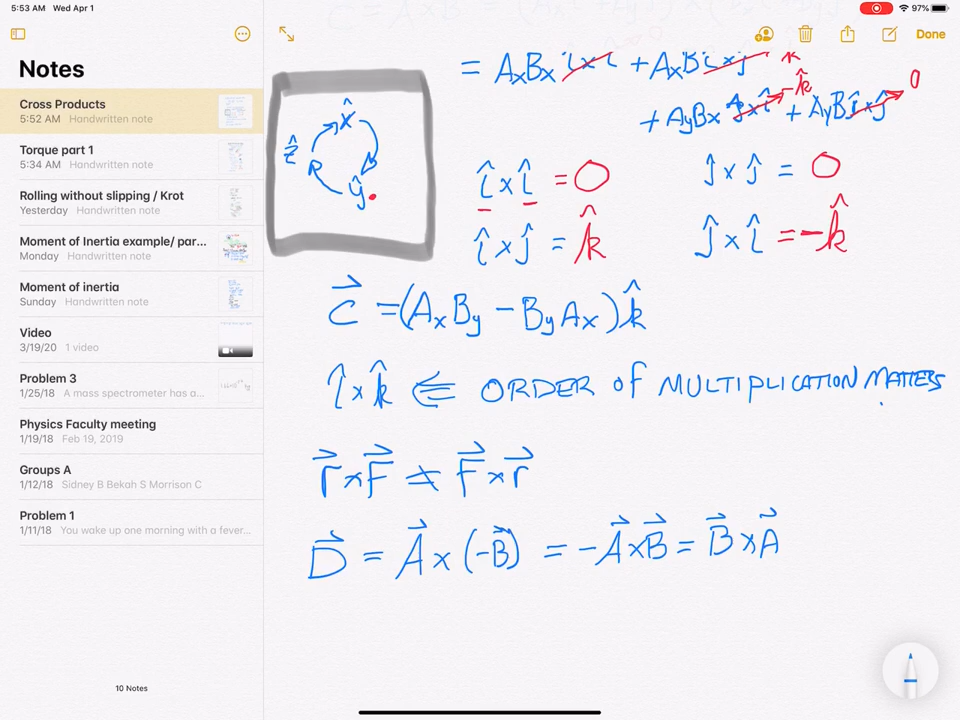 5:53 AM Wed Apr 1
97%
Notes
Done
Cross Products
5:52 AM Handwritten note
Torque part 1
5:34 AM Handwritten note
Rolling without slipping / Krot
Yesterday Handwritten note
Moment of Inertia example/ par...
Monday Handwritten note
Moment of inertia
Sunday Handwritten note
Video
3/19/20 1 video
Problem 3
1/25/18 A mass spectrometer has a...
Physics Faculty meeting
1/19/18 Feb 19, 2019
Groups A
1/12/18 Sidney B Bekah S Morrison C
Problem 1
1/11/18 You wake up one morning with a fever...
10 Notes
= AxBx î×î + AxBy î×ĵ k
+ AyBx ĵ×î -k̂ + AyBy ĵ×ĵ 0
x̂
ẑ
ŷ
î × î = 0
ĵ × ĵ = 0
î × ĵ = k̂
ĵ × î = -k̂
C⃗ = (AxBy - ByAx) k̂
î × k̂ ⇐ ORDER of MULTIPLICATION MATTERS
r⃗ × F⃗ ≠ F⃗ × r⃗
D⃗ = A⃗ × (-B⃗) = -A⃗ × B⃗ = B⃗ × A⃗